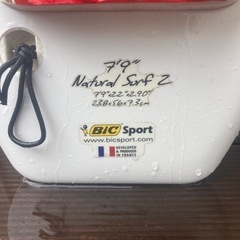 7'9"
Natural Surf 2
7'9"x22"x2.90"
238x56x7.3cm
BIC Sport
www.bicsport.com
DEVELOPED
& PRODUCED
IN FRANCE